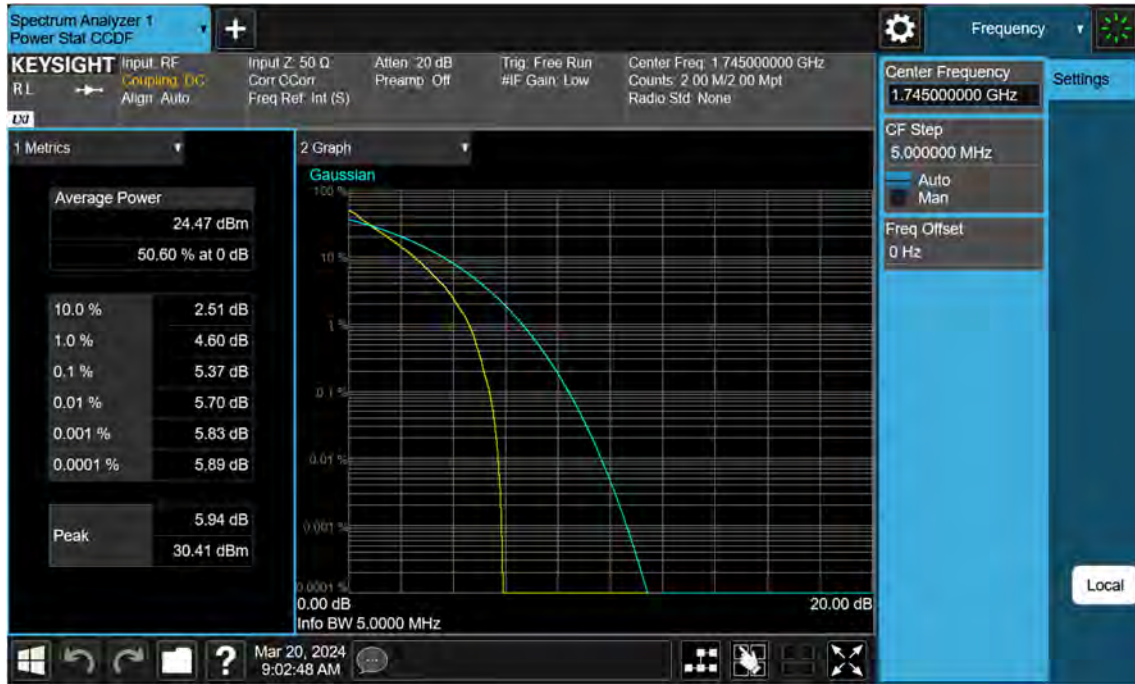 Spectrum Analyzer 1
Power Stat CCDF
+
Frequency
KEYSIGHT
RL
LXI
Input: RF
Coupling: DC
Align: Auto
Input Z: 50 Ω
Corr CCorr
Freq Ref: Int (S)
Atten: 20 dB
Preamp: Off
Trig: Free Run
#IF Gain: Low
Center Freq: 1.745000000 GHz
Counts: 2.00 M/2.00 Mpt
Radio Std: None
Center Frequency
1.745000000 GHz
Settings
CF Step
5.000000 MHz
Auto
Man
Freq Offset
0 Hz
1 Metrics
Average Power
24.47 dBm
50.60 % at 0 dB
10.0 % 2.51 dB
1.0 % 4.60 dB
0.1 % 5.37 dB
0.01 % 5.70 dB
0.001 % 5.83 dB
0.0001 % 5.89 dB
Peak
5.94 dB
30.41 dBm
2 Graph
Gaussian
100 %
10 %
1 %
0.1 %
0.01 %
0.001 %
0.0001 %
0.00 dB 20.00 dB
Info BW 5.0000 MHz
Local
?
Mar 20, 2024
9:02:48 AM